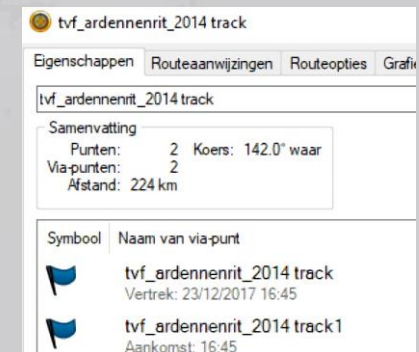 tvf_ardennenrit_2014 track
Eigenschappen Routeaanwijzingen Routeopties
tvf_ardennenrit_2014 track
Samenvatting
Punten: 2 Koers: 142.0° waar
Via-punten: 2
Afstand: 224 km
Symbool Naam van via-punt
tvf_ardennenrit_2014 track
Vertrek: 23/12/2017 16:45
tvf_ardennenrit_2014 track1
Aankomst: 16:45